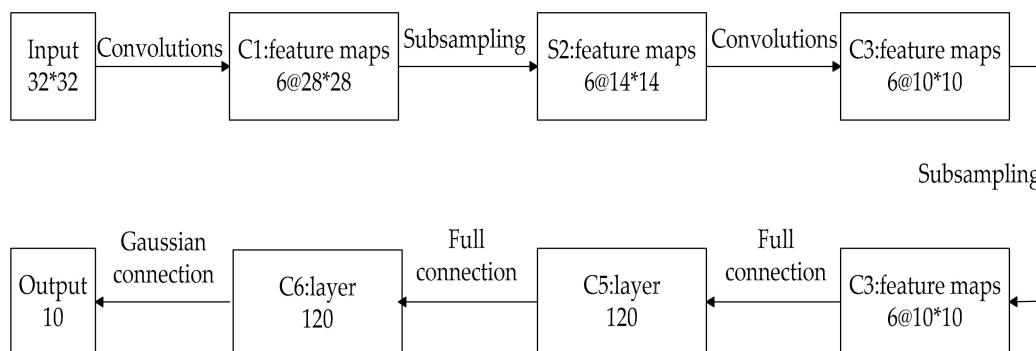 Input
32*32
Convolutions
C1:feature maps
6@28*28
Subsampling
S2:feature maps
6@14*14
Convolutions
C3:feature maps
6@10*10
Subsampling
Output
10
Gaussian
connection
C6:layer
120
Full
connection
C5:layer
120
Full
connection
C3:feature maps
6@10*10